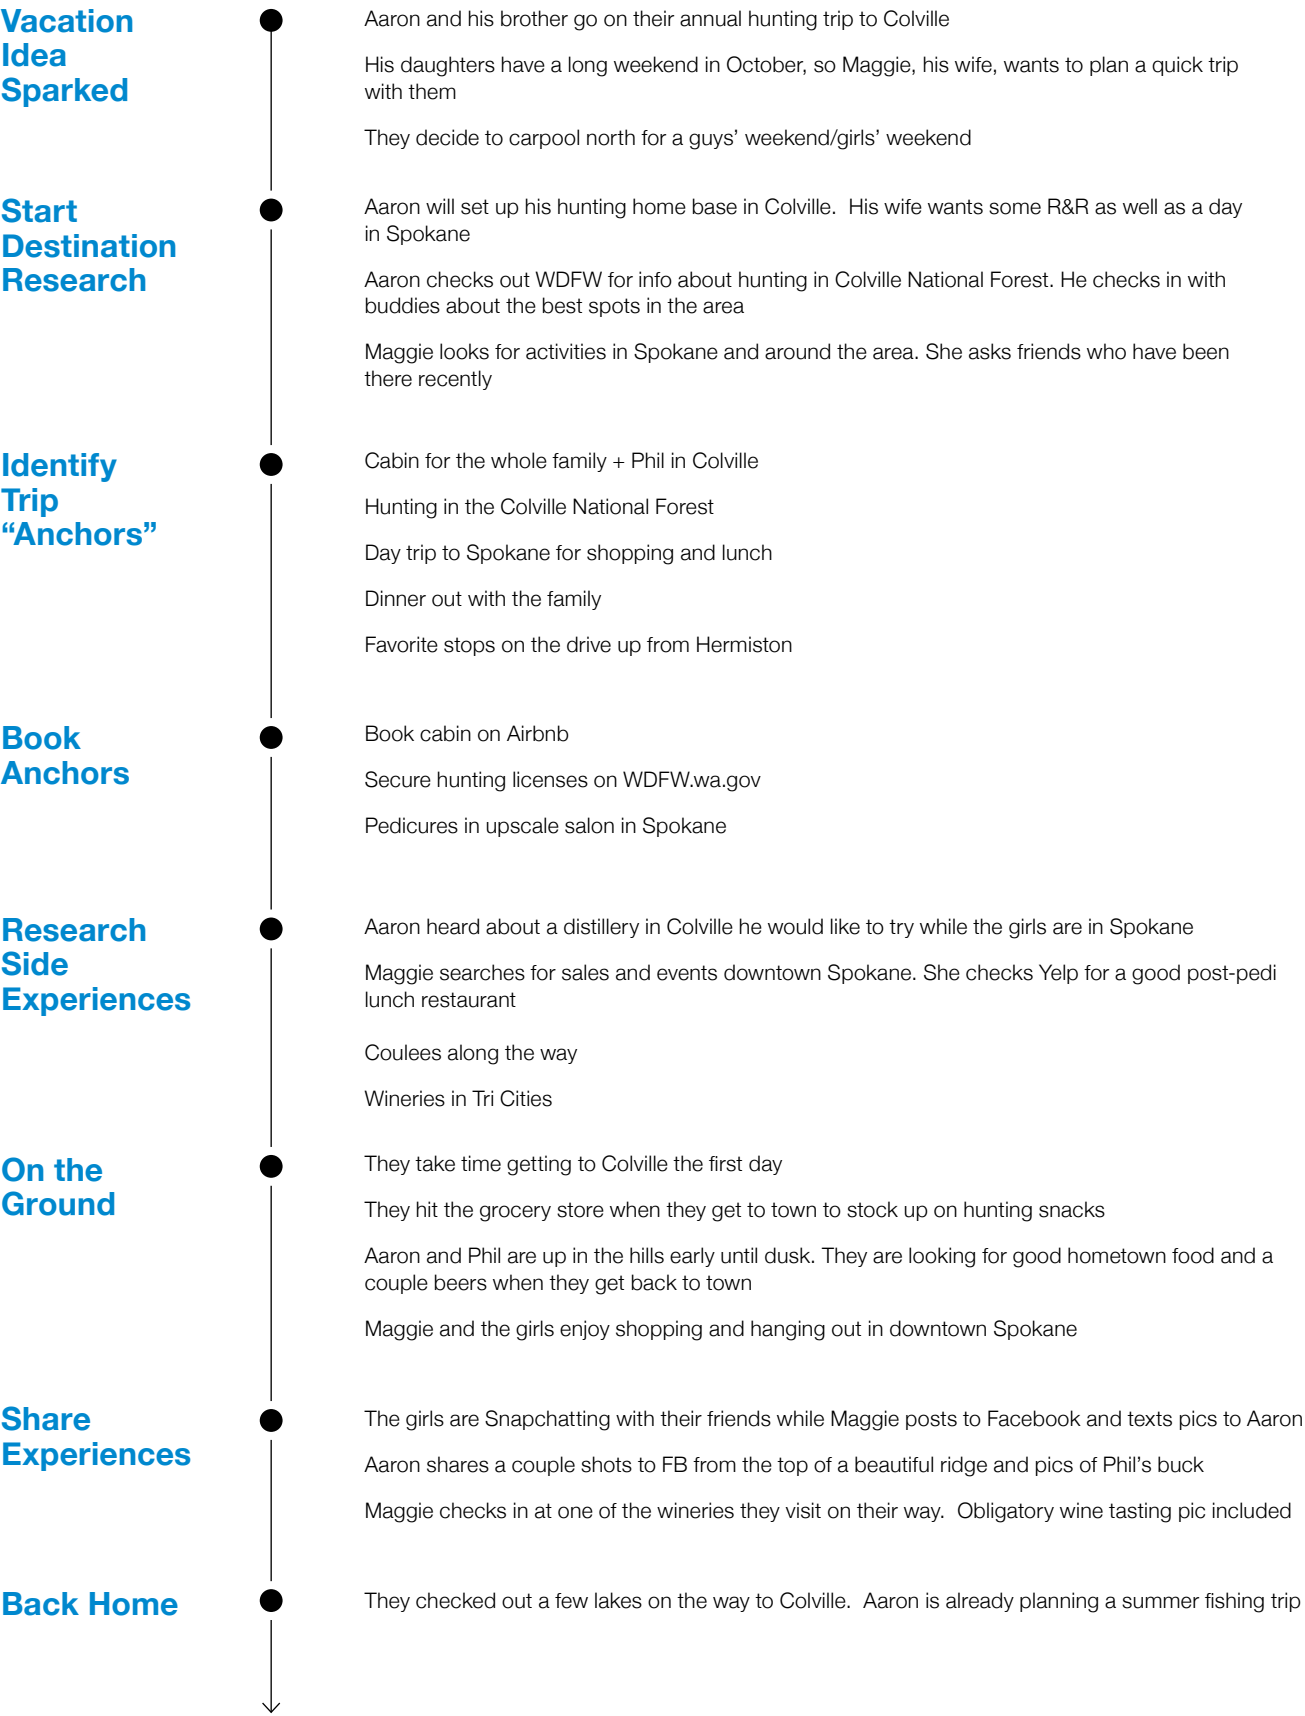 Vacation
Idea
Sparked
Aaron and his brother go on their annual hunting trip to Colville
His daughters have a long weekend in October, so Maggie, his wife, wants to plan a quick trip
with them
They decide to carpool north for a guys’ weekend/girls’ weekend
Start
Destination
Research
Aaron will set up his hunting home base in Colville.  His wife wants some R&R as well as a day
in Spokane
Aaron checks out WDFW for info about hunting in Colville National Forest. He checks in with
buddies about the best spots in the area
Maggie looks for activities in Spokane and around the area. She asks friends who have been
there recently
Identify
Trip
“Anchors”
Cabin for the whole family + Phil in Colville
Hunting in the Colville National Forest
Day trip to Spokane for shopping and lunch
Dinner out with the family
Favorite stops on the drive up from Hermiston
Book
Anchors
Book cabin on Airbnb
Secure hunting licenses on WDFW.wa.gov
Pedicures in upscale salon in Spokane
Research
Side
Experiences
Aaron heard about a distillery in Colville he would like to try while the girls are in Spokane
Maggie searches for sales and events downtown Spokane. She checks Yelp for a good post-pedi
lunch restaurant
Coulees along the way
Wineries in Tri Cities
On the
Ground
They take time getting to Colville the first day
They hit the grocery store when they get to town to stock up on hunting snacks
Aaron and Phil are up in the hills early until dusk. They are looking for good hometown food and a
couple beers when they get back to town
Maggie and the girls enjoy shopping and hanging out in downtown Spokane
Share
Experiences
The girls are Snapchatting with their friends while Maggie posts to Facebook and texts pics to Aaron
Aaron shares a couple shots to FB from the top of a beautiful ridge and pics of Phil’s buck
Maggie checks in at one of the wineries they visit on their way.  Obligatory wine tasting pic included
Back Home
They checked out a few lakes on the way to Colville.  Aaron is already planning a summer fishing trip